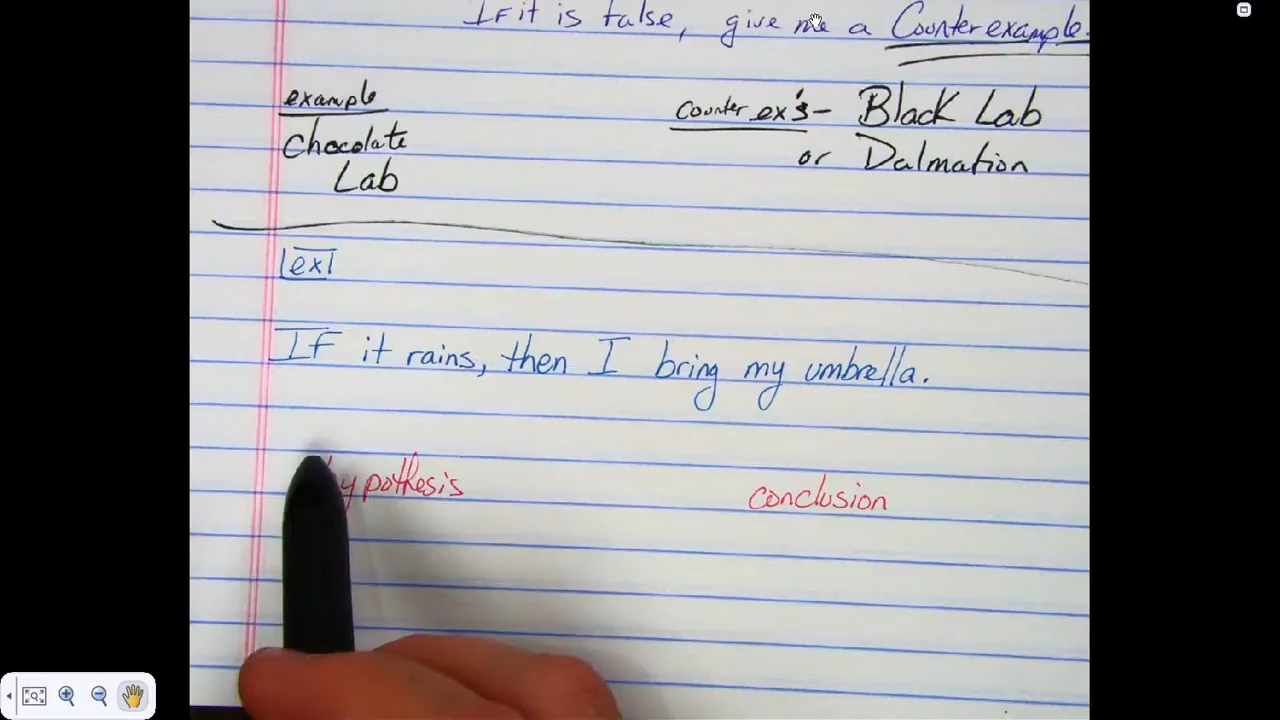 If it is false, give me a Counterexample.
example
Chocolate
Lab
counter ex's - Black Lab
or Dalmation
ex
If it rains, then I bring my umbrella.
hypothesis
conclusion